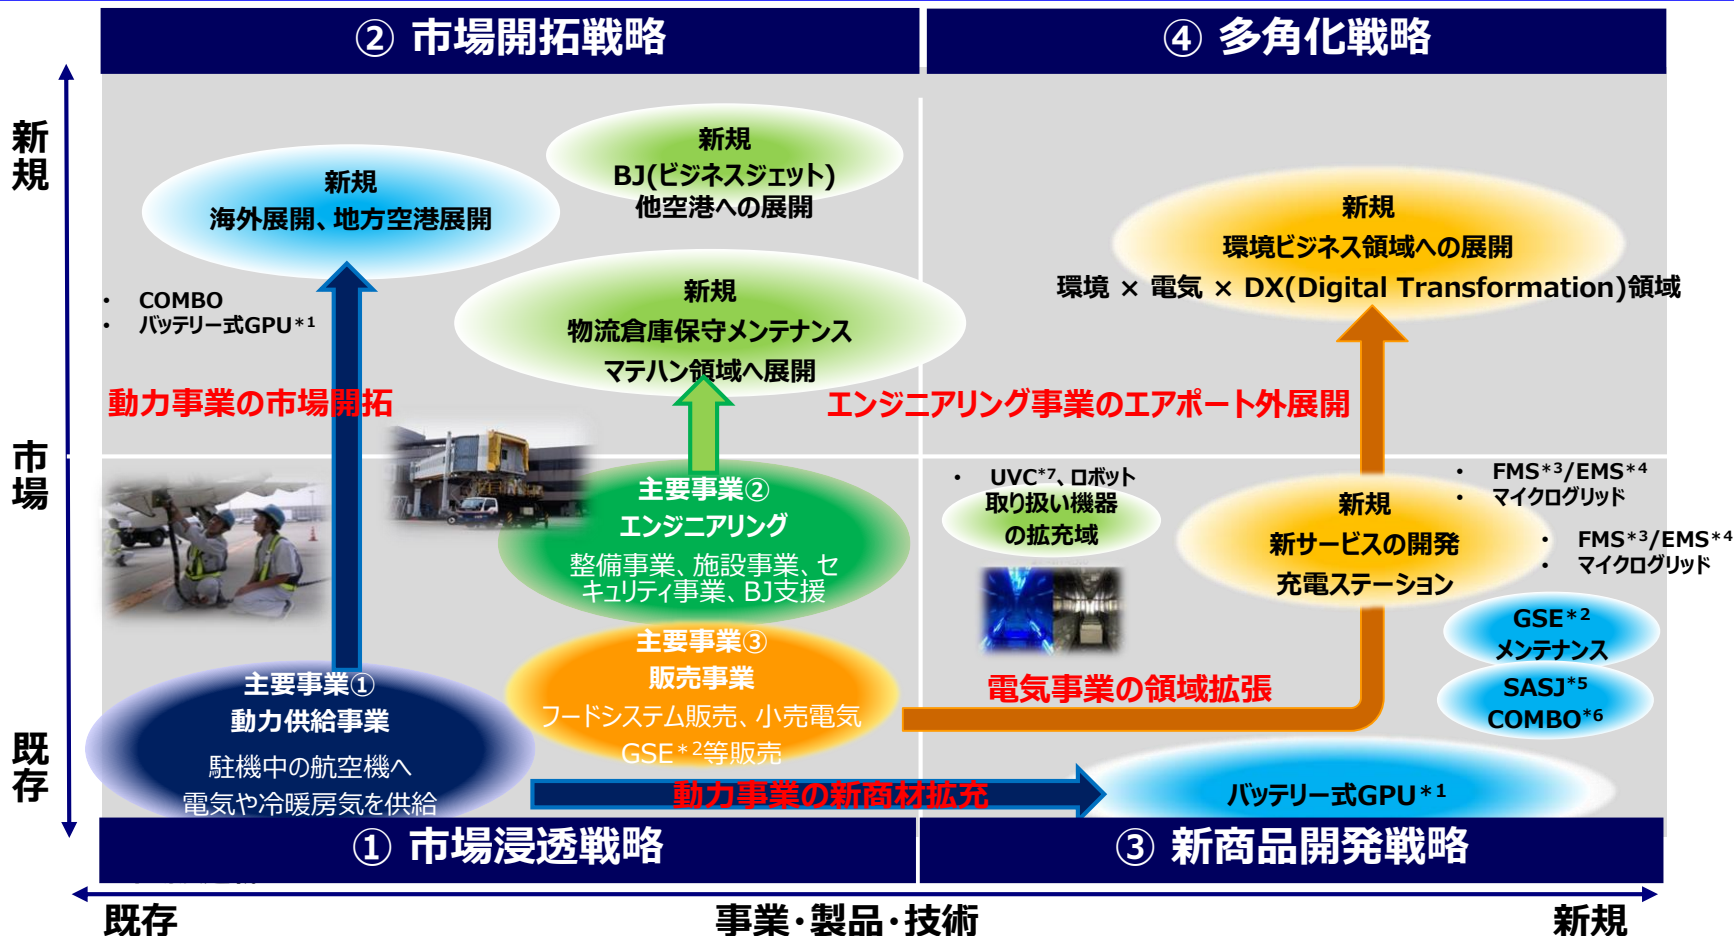 ② 市場開拓戦略
④ 多角化戦略
新規
市場
既存
新規
海外展開、地方空港展開
新規
BJ(ビジネスジェット)
他空港への展開
・ COMBO
・ バッテリー式GPU*1
新規
物流倉庫保守メンテナンス
マテハン領域へ展開
新規
環境ビジネス領域への展開
環境 × 電気 × DX(Digital Transformation)領域
動力事業の市場開拓
エンジニアリング事業のエアポート外展開
主要事業②
エンジニアリング
整備事業、施設事業、セ
キュリティ事業、BJ支援
・ UVC*7、ロボット
取り扱い機器
の拡充域
新規
新サービスの開発
充電ステーション
・ FMS*3/EMS*4
・ マイクログリッド
・ FMS*3/EMS*4
・ マイクログリッド
主要事業③
販売事業
フードシステム販売、小売電気
GSE*2等販売
GSE*2
メンテナンス
SASJ*5
COMBO*6
電気事業の領域拡張
主要事業①
動力供給事業
駐機中の航空機へ
電気や冷暖房気を供給
動力事業の新商材拡充
バッテリー式GPU*1
① 市場浸透戦略
③ 新商品開発戦略
既存
事業・製品・技術
新規